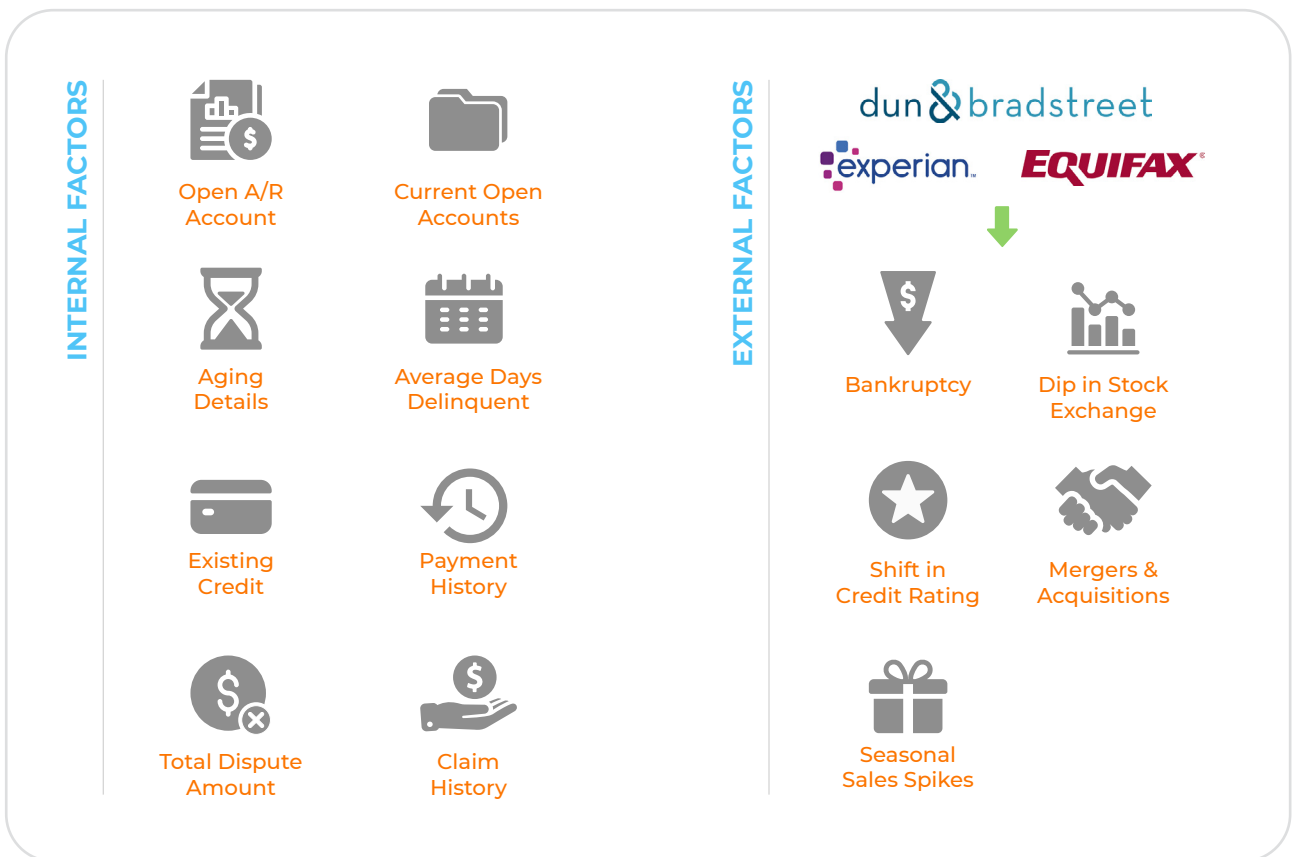 INTERNAL FACTORS
Open A/R
Account
Current Open
Accounts
Aging
Details
Average Days
Delinquent
Existing
Credit
Payment
History
Total Dispute
Amount
Claim
History
EXTERNAL FACTORS
dun & bradstreet
experian™
EQUIFAX®
Bankruptcy
Dip in Stock
Exchange
Shift in
Credit Rating
Mergers &
Acquisitions
Seasonal
Sales Spikes